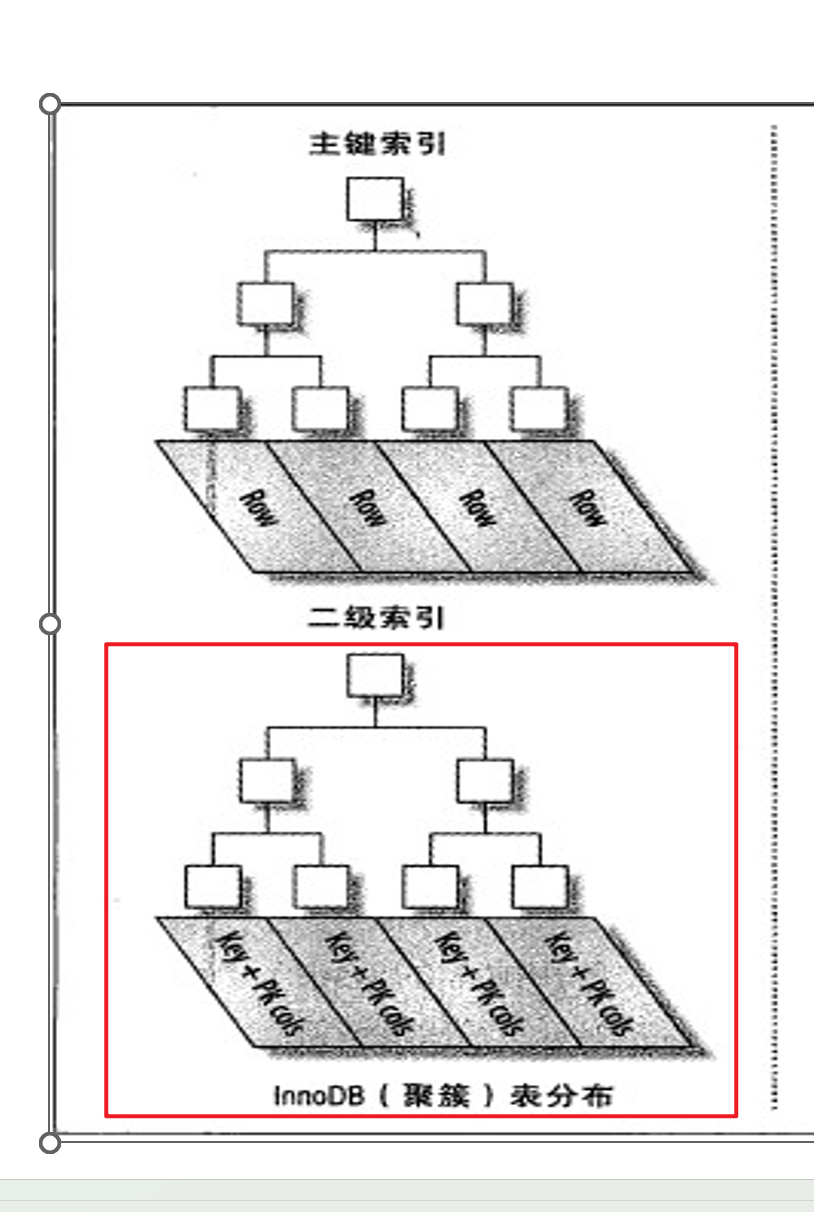 主键索引
Row Row Row Row
二级索引
Key + PK cols Key + PK cols Key + PK cols Key + PK cols
InnoDB（聚簇）表分布